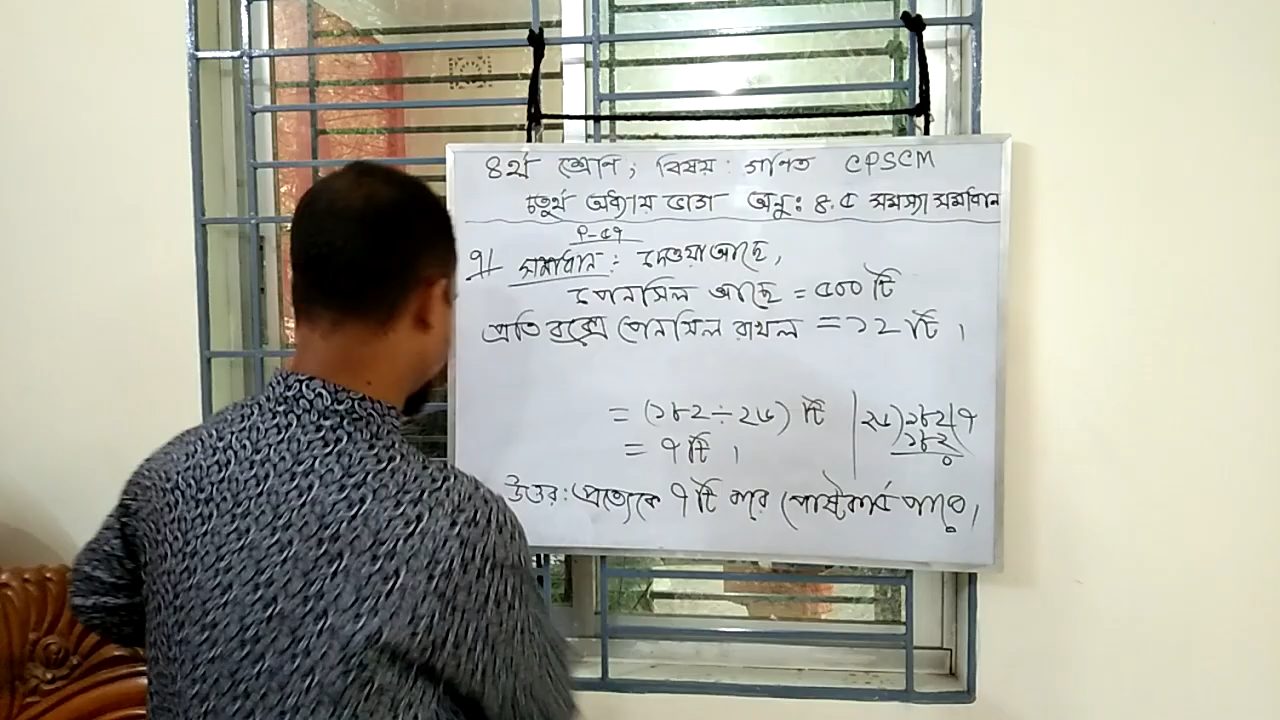 ৪র্থ শ্রেণি, বিষয়: গণিত CPSCM
চতুর্থ অধ্যায় ভাগ অনু: ৪.৫ সমস্যা সমাধান
P-৫৭
৭। সমাধান: দেওয়া আছে,
পেনসিল আছে = ৫০০ টি
প্রতি বক্সে পেনসিল রাখল = ১২ টি।
= (১৮২ ÷ ২৬) টি | ২৬)১৮২(৭
১৮২
= ৭ টি।
০
উত্তর: প্রত্যেকে ৭ টি করে পোস্টকার্ড পাবে।